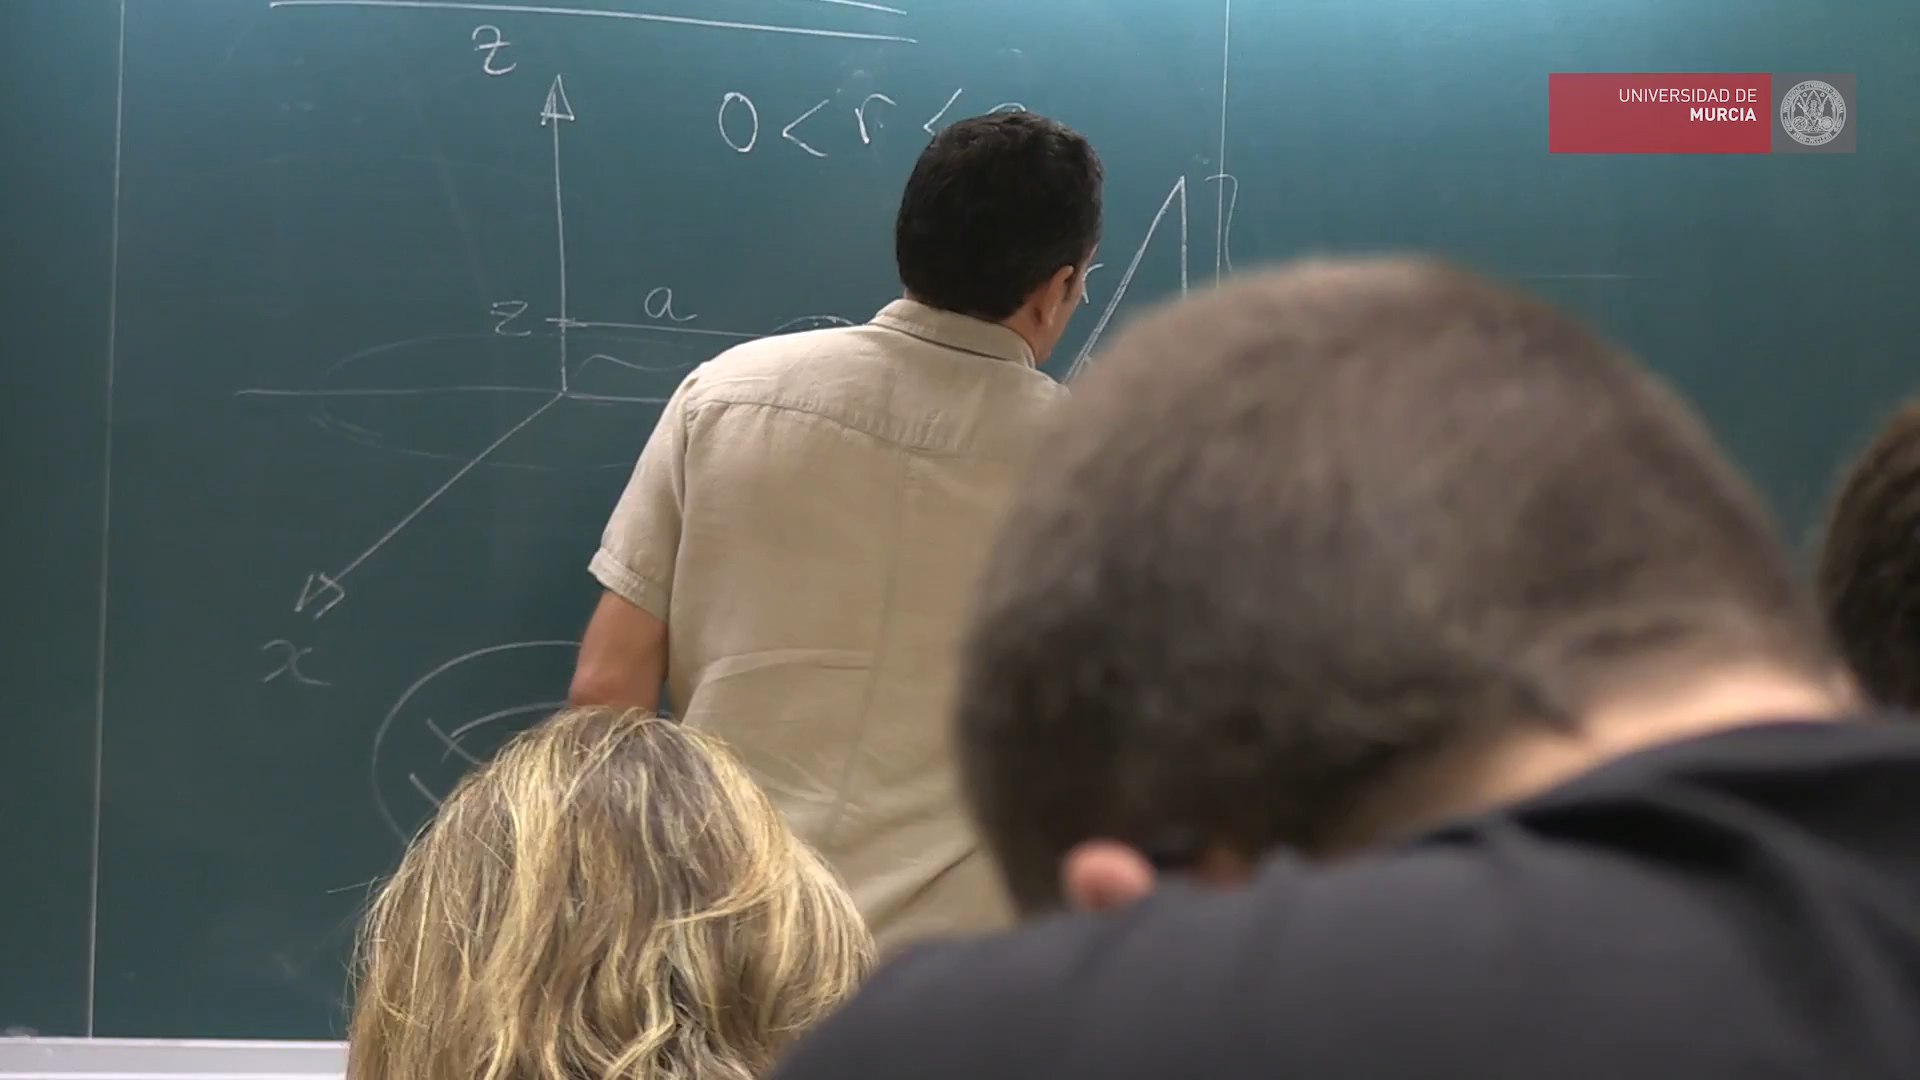 z
0 < r <
UNIVERSIDAD DE
MURCIA
z
a
r
x